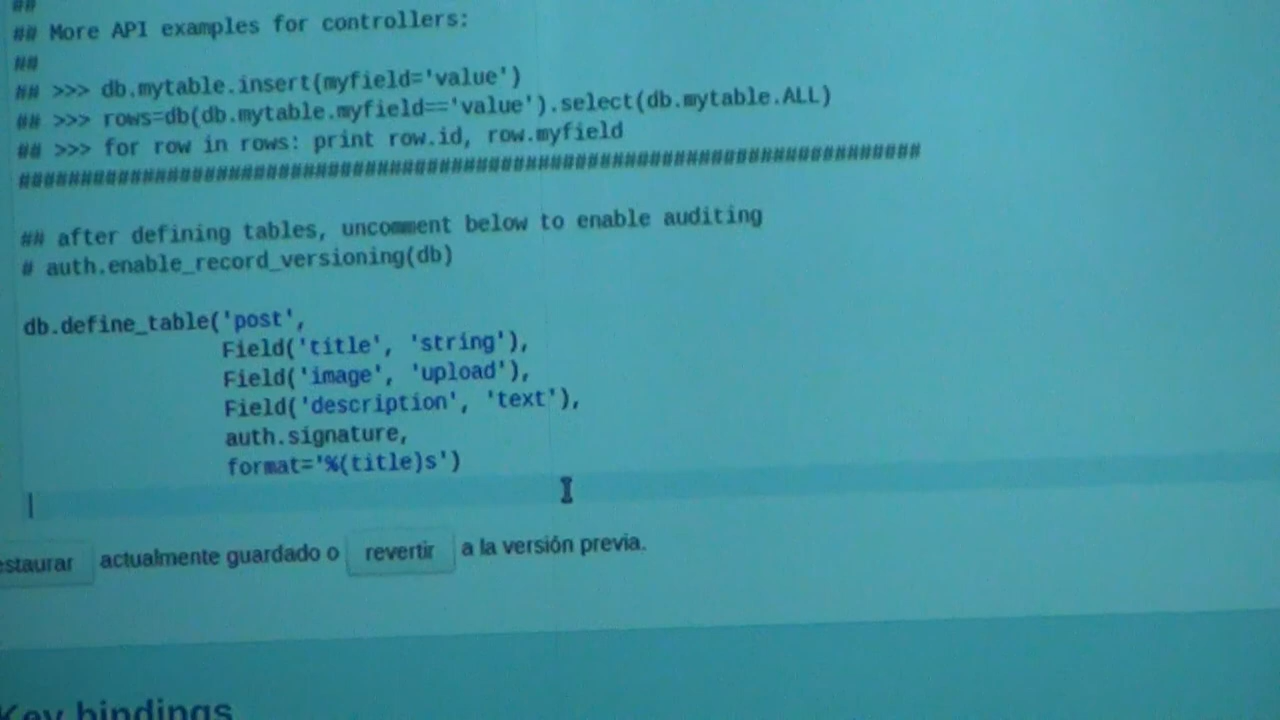 ##
## More API examples for controllers:
##
## >>> db.mytable.insert(myfield='value')
## >>> rows=db(db.mytable.myfield=='value').select(db.mytable.ALL)
## >>> for row in rows: print row.id, row.myfield
#########################################################################

## after defining tables, uncomment below to enable auditing
# auth.enable_record_versioning(db)

db.define_table('post',
                Field('title', 'string'),
                Field('image', 'upload'),
                Field('description', 'text'),
                auth.signature,
                format='%(title)s')
estaurar actualmente guardado o revertir a la versión previa.
Key bindings